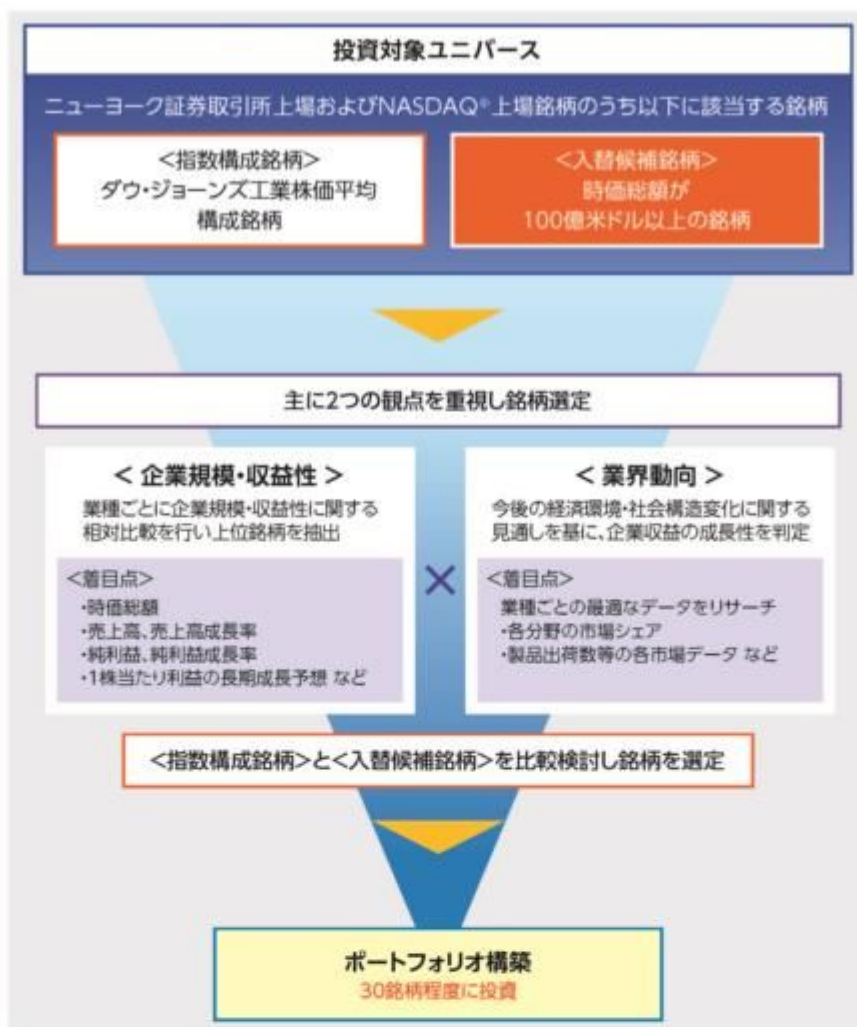 投資対象ユニバース
ニューヨーク証券取引所上場およびNASDAQ®上場銘柄のうち以下に該当する銘柄
<指数構成銘柄>
ダウ・ジョーンズ工業株価平均
構成銘柄
<入替候補銘柄>
時価総額が
100億米ドル以上の銘柄
主に2つの観点を重視し銘柄選定
< 企業規模・収益性 >
業種ごとに企業規模・収益性に関する
相対比較を行い上位銘柄を抽出
<着目点>
・時価総額
・売上高、売上高成長率
・純利益、純利益成長率
・1株当たり利益の長期成長予想 など
×
< 業界動向 >
今後の経済環境・社会構造変化に関する
見通しを基に、企業収益の成長性を判定
<着目点>
業種ごとの最適なデータをリサーチ
・各分野の市場シェア
・製品出荷数等の各市場データ など
<指数構成銘柄>と<入替候補銘柄>を比較検討し銘柄を選定
ポートフォリオ構築
30銘柄程度に投資